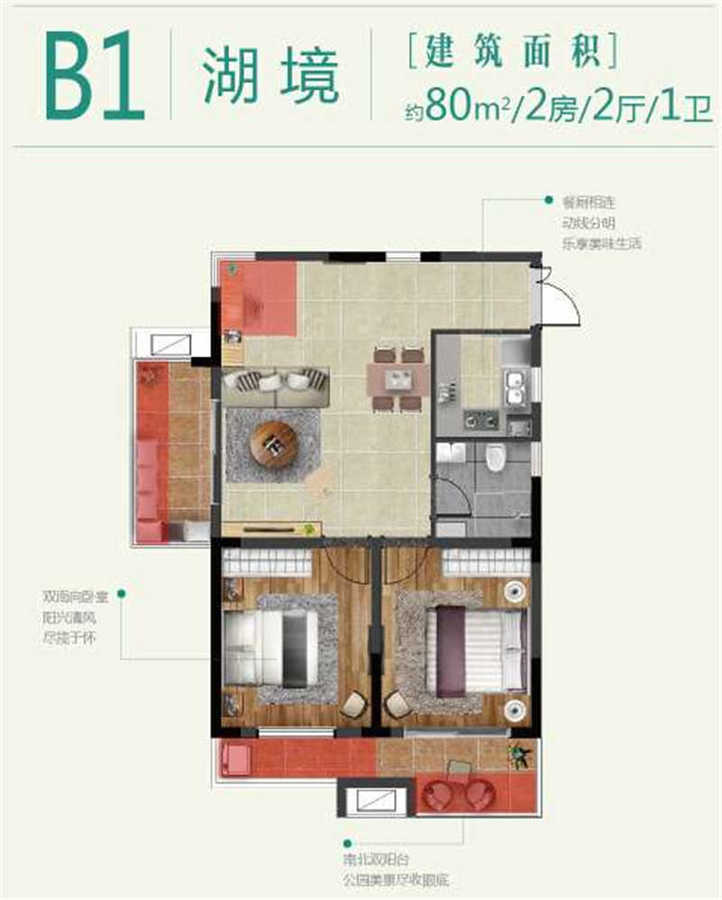 B1
湖境
[建筑面积]
约80m²/2房/2厅/1卫
餐厨相连
动线分明
乐享美味生活
双南向卧室
阳兴清风
尽揽于怀
南北双阳台
公园美景尽收眼底